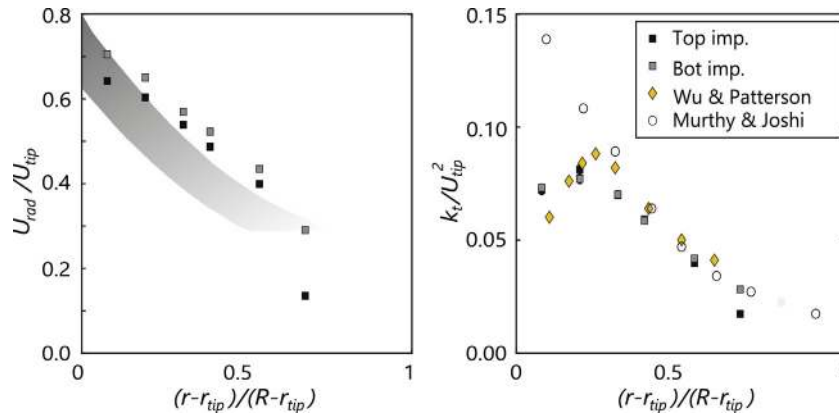 0.8
0.6
0.4
0.2
0.0
U_rad/U_tip
0
0.5
1
(r-r_tip)/(R-r_tip)
0.15
0.10
0.05
0.00
k_t/U²_tip
0
0.5
(r-r_tip)/(R-r_tip)
Top imp.
Bot imp.
Wu & Patterson
Murthy & Joshi